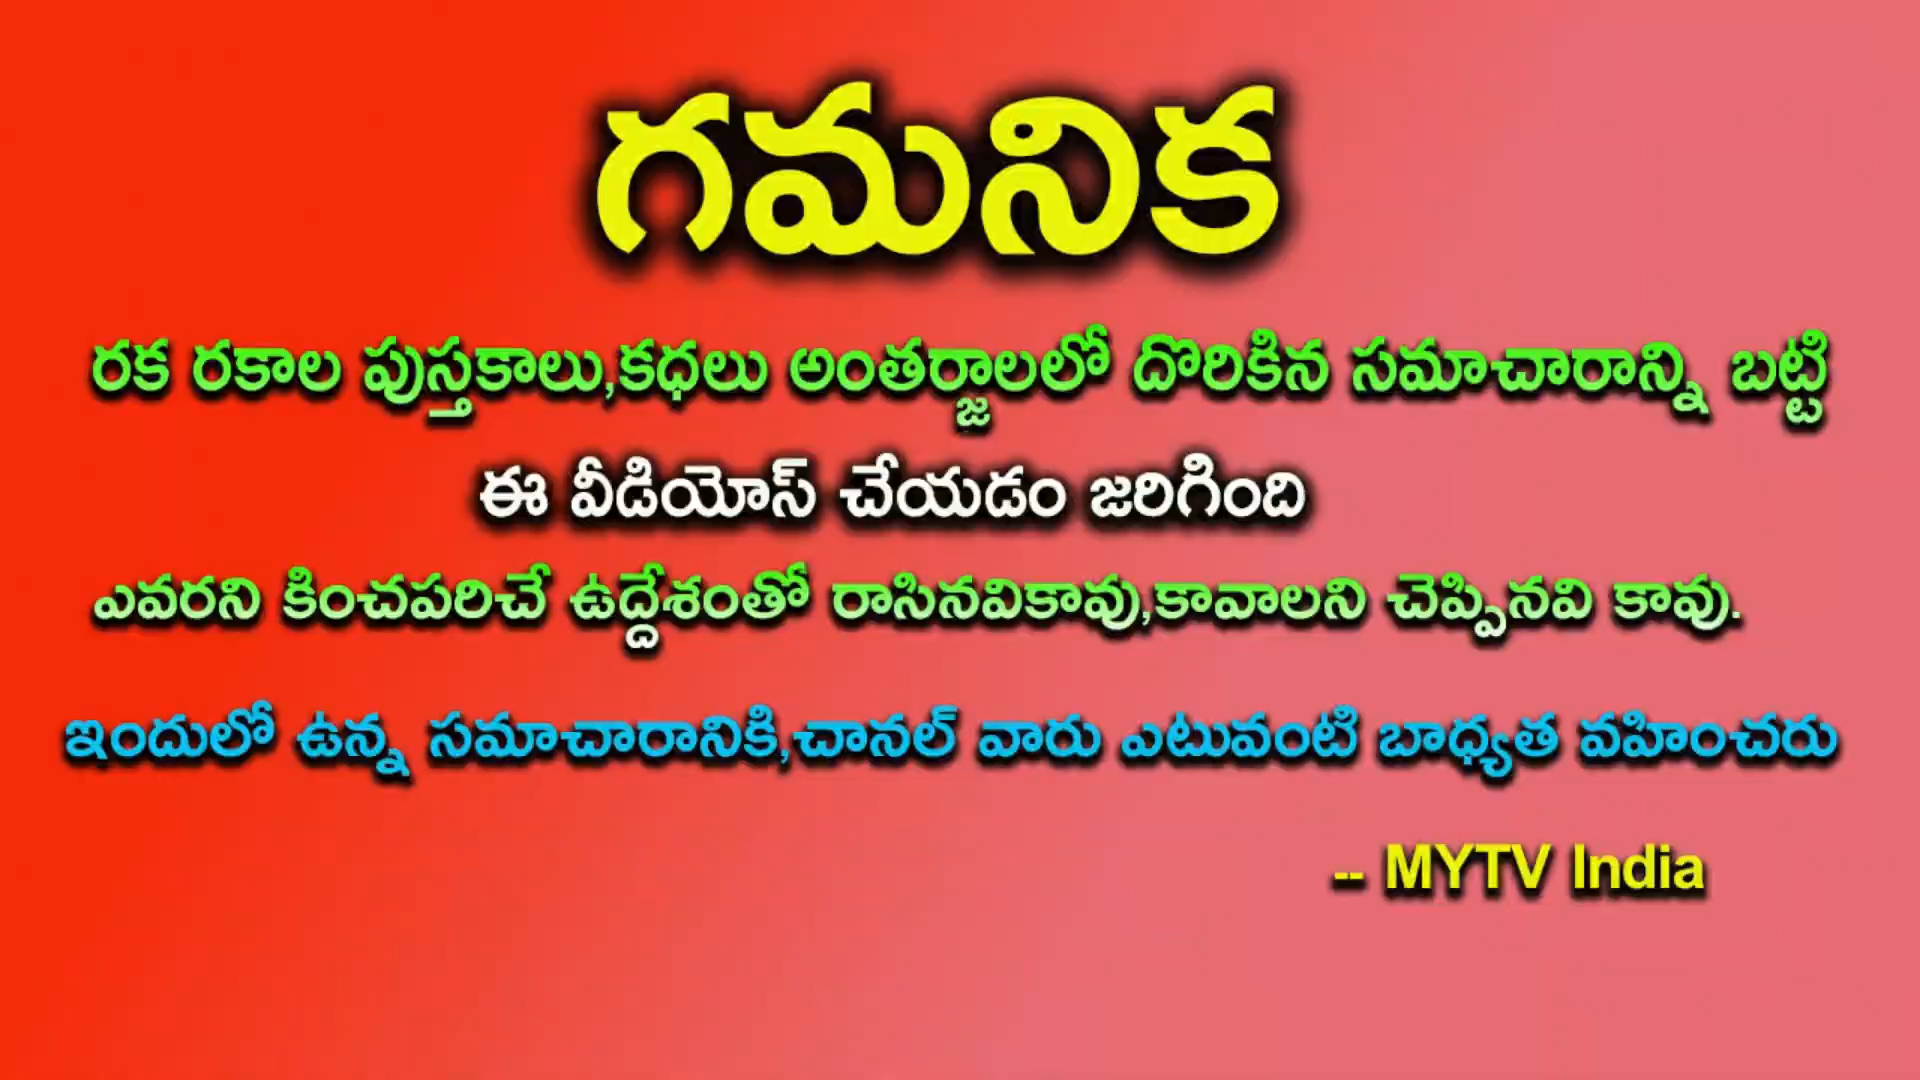 గమనిక
రక రకాల పుస్తకాలు,కధలు అంతర్జాలలో దొరికిన సమాచారాన్ని బట్టి
ఈ వీడియోస్ చేయడం జరిగింది
ఎవరని కించపరిచే ఉద్దేశంతో రాసినవికావు,కావాలని చెప్పినవి కావు.
ఇందులో ఉన్న సమాచారానికి,చానల్ వారు ఎటువంటి బాధ్యత వహించరు
-- MYTV India